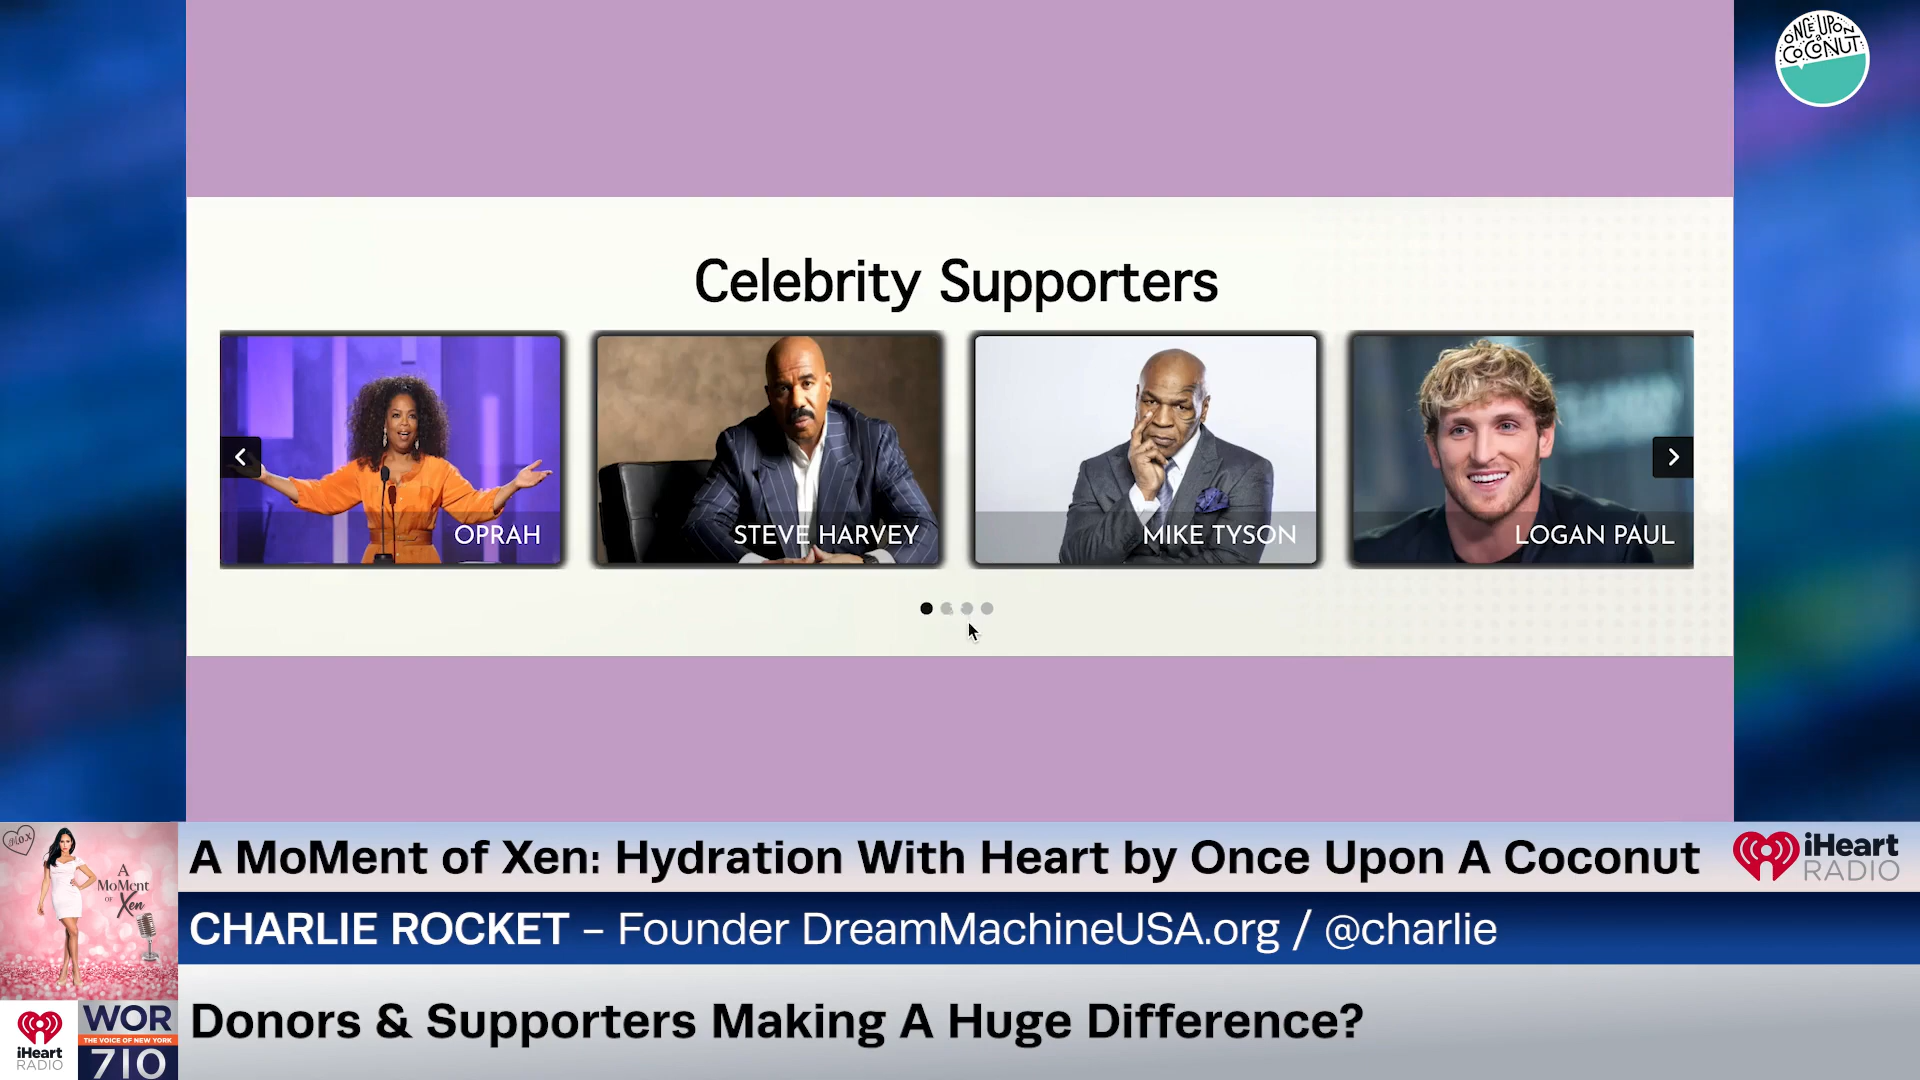 ONCE UPON
a
COCONUT
Celebrity Supporters
OPRAH
STEVE HARVEY
MIKE TYSON
LOGAN PAUL
M.O.X
A
MoMent
OF Xen
A MoMent of Xen: Hydration With Heart by Once Upon A Coconut
iHeart
RADIO
CHARLIE ROCKET – Founder DreamMachineUSA.org / @charlie
Donors & Supporters Making A Huge Difference?
iHeart
RADIO
WOR
THE VOICE OF NEW YORK
710